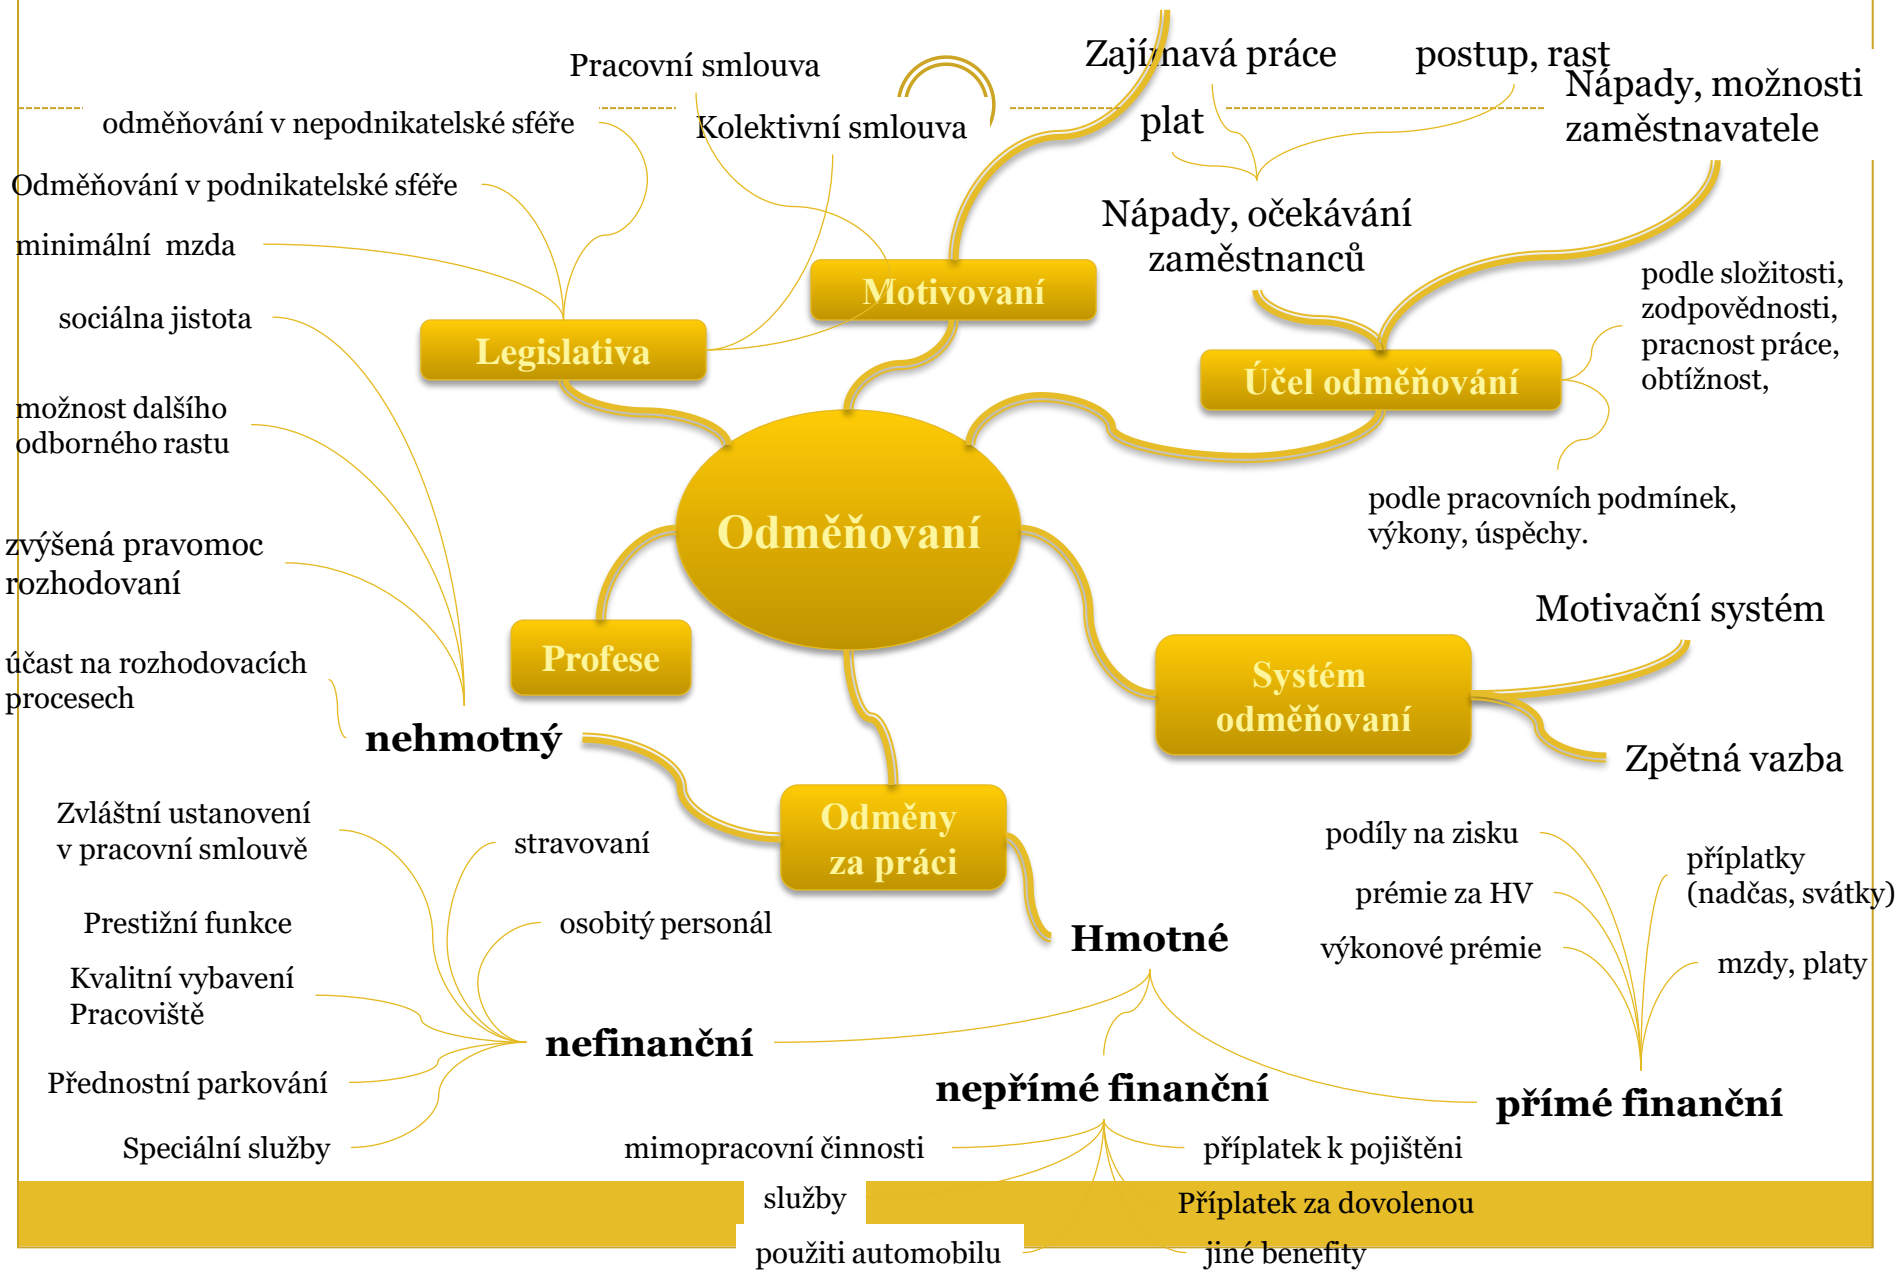 Zajímavá práce
postup, rast
Pracovní smlouva
Nápady, možnosti
zaměstnavatele
odměňování v nepodnikatelské sféře
Kolektivní smlouva
plat
Odměňování v podnikatelské sféře
Nápady, očekávání
zaměstnanců
minimální  mzda
Motivovaní
podle složitosti,
zodpovědnosti,
pracnost práce,
obtížnost,
sociálna jistota
Legislativa
Účel odměňování
možnost dalšího
odborného rastu
podle pracovních podmínek,
výkony, úspěchy.
Odměňovaní
zvýšená pravomoc
rozhodovaní
Motivační systém
Profese
účast na rozhodovacích
procesech
Systém
odměňovaní
nehmotný
Zpětná vazba
Odměny
za práci
Zvláštní ustanovení
v pracovní smlouvě
stravovaní
podíly na zisku
příplatky
(nadčas, svátky)
prémie za HV
Prestižní funkce
osobitý personál
Hmotné
výkonové prémie
mzdy, platy
Kvalitní vybavení
Pracoviště
nefinanční
Přednostní parkování
nepřímé finanční
přímé finanční
Speciální služby
mimopracovní činnosti
příplatek k pojištěni
služby
Příplatek za dovolenou
použiti automobilu
jiné benefity